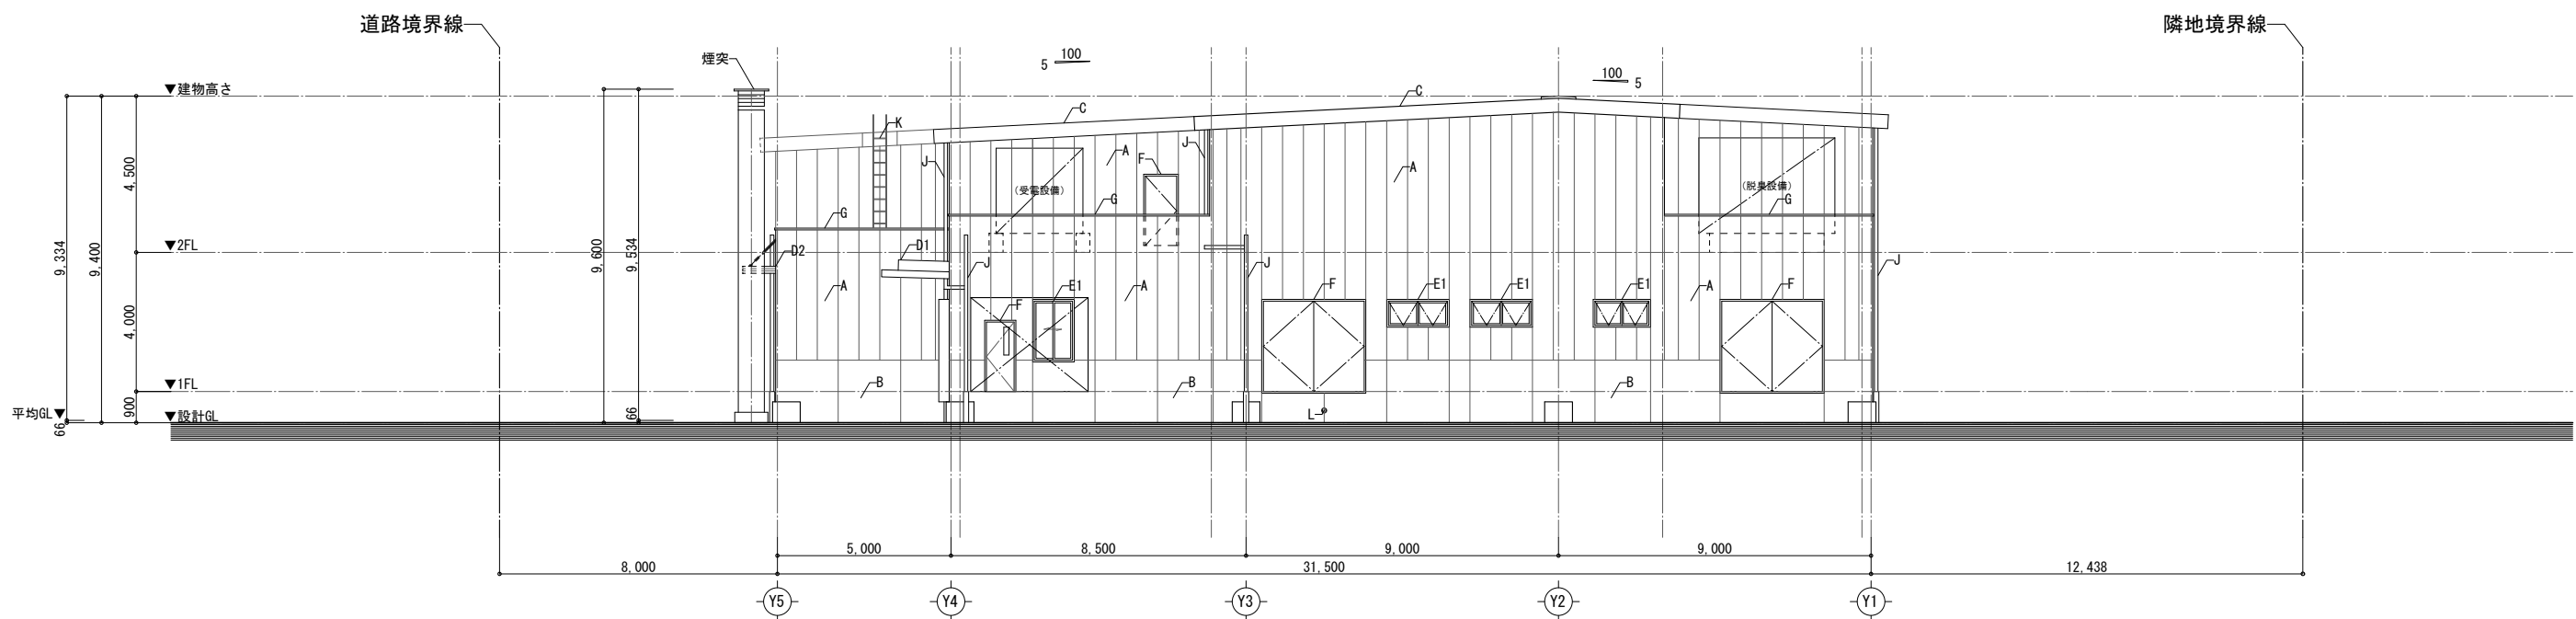 道路境界線
隣地境界線
煙突
100
5
100
5
▼建物高さ
C
C
K
J
A
J
F
A
(受電設備)
(脱臭設備)
G
G
G
4,500
9,334
9,400
9,600
9,534
▼2FL
D2
D1
J
J
J
A
E1
A
F
F
E1
E1
E1
A
F
4,000
▼1FL
B
B
B
900
平均GL▼
▼設計GL
66
66
L
5,000
8,500
9,000
9,000
8,000
31,500
12,438
Y5
Y4
Y3
Y2
Y1